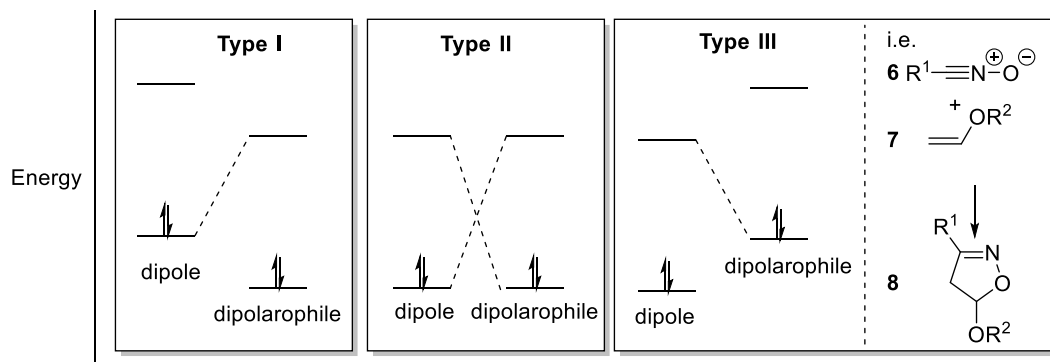 Energy
Type I
dipole
dipolarophile
Type II
dipole
dipolarophile
Type III
dipolarophile
dipole
i.e.
6 R¹ N O
+
7 OR²
R¹
N
8 O
OR²